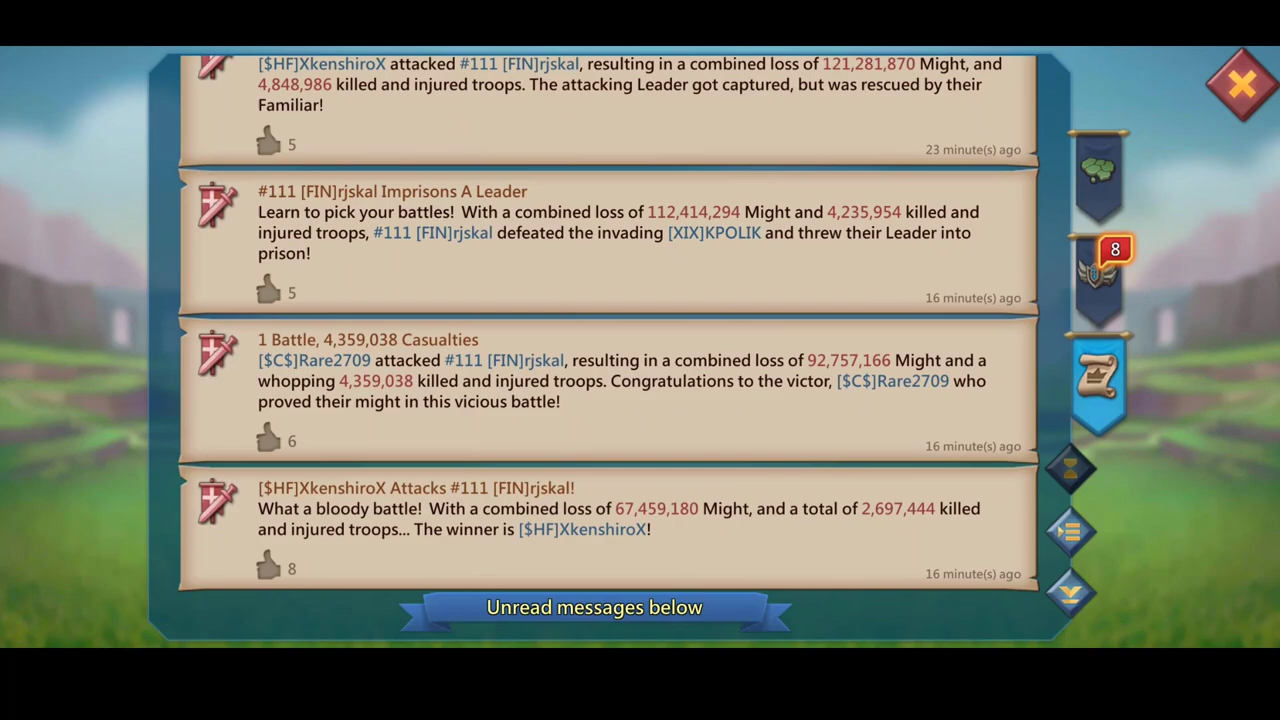 [$HF]XkenshiroX attacked #111 [FIN]rjskal, resulting in a combined loss of 121,281,870 Might, and
4,848,986 killed and injured troops. The attacking Leader got captured, but was rescued by their
Familiar!
5
23 minute(s) ago
#111 [FIN]rjskal Imprisons A Leader
Learn to pick your battles! With a combined loss of 112,414,294 Might and 4,235,954 killed and
injured troops, #111 [FIN]rjskal defeated the invading [XIX]KPOLIK and threw their Leader into
prison!
5
16 minute(s) ago
8
1 Battle, 4,359,038 Casualties
[$C$]Rare2709 attacked #111 [FIN]rjskal, resulting in a combined loss of 92,757,166 Might and a
whopping 4,359,038 killed and injured troops. Congratulations to the victor, [$C$]Rare2709 who
proved their might in this vicious battle!
6
16 minute(s) ago
[$HF]XkenshiroX Attacks #111 [FIN]rjskal!
What a bloody battle! With a combined loss of 67,459,180 Might, and a total of 2,697,444 killed
and injured troops... The winner is [$HF]XkenshiroX!
8
16 minute(s) ago
Unread messages below